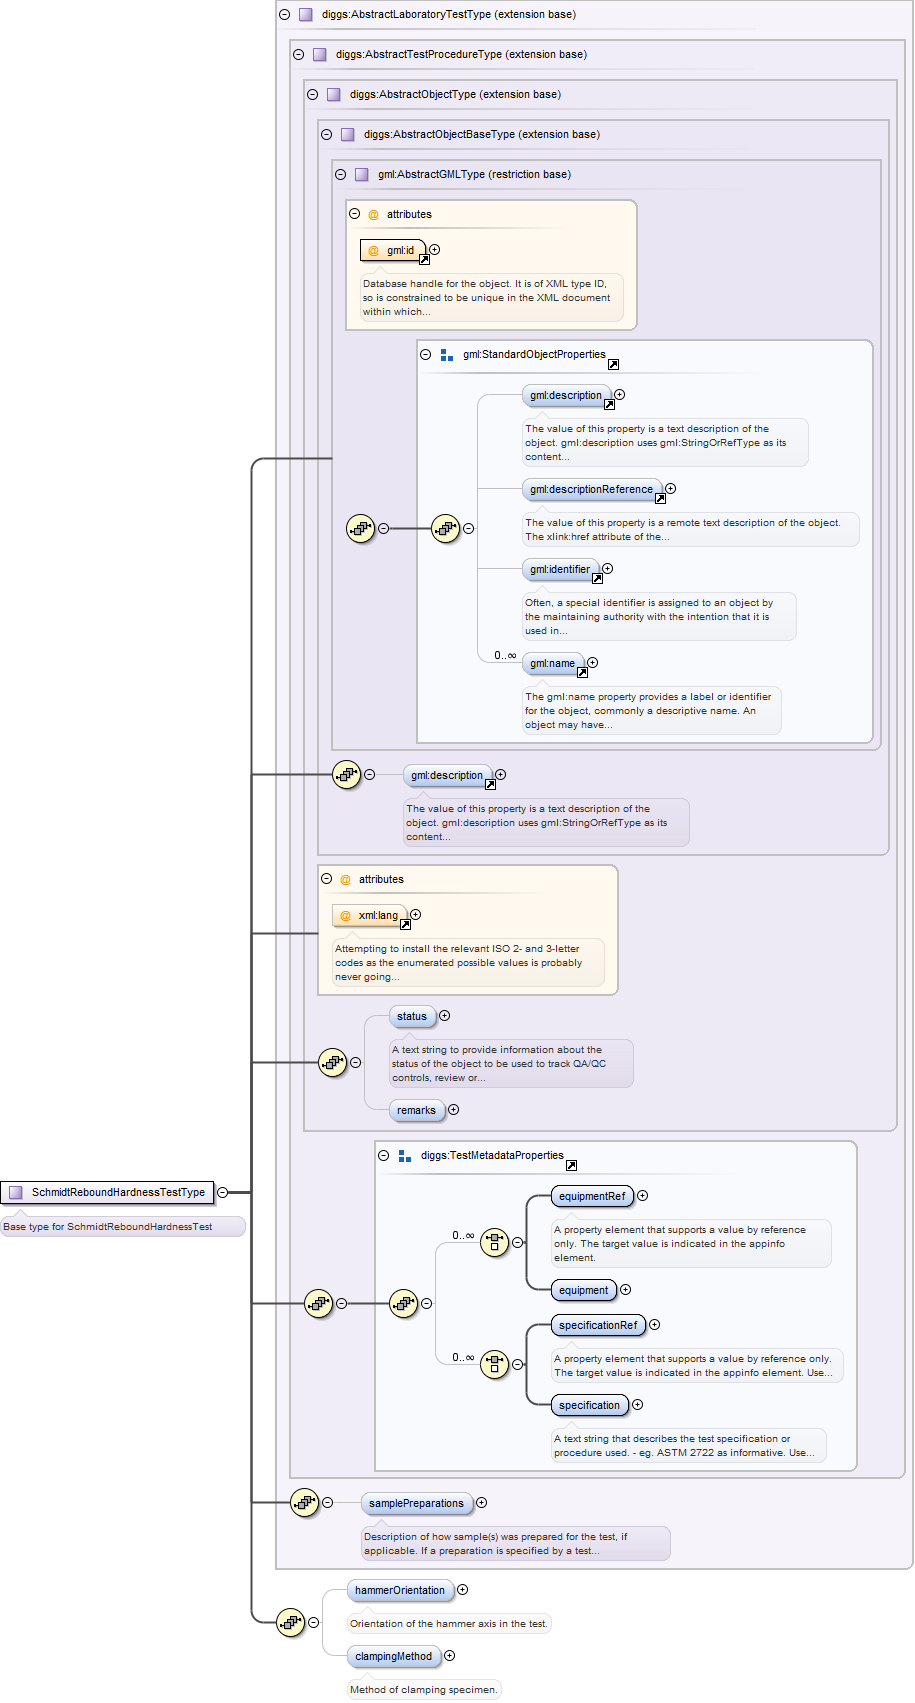 diggs:AbstractLaboratoryTestType (extension base)
diggs:AbstractTestProcedureType (extension base)
diggs:AbstractObjectType (extension base)
diggs:AbstractObjectBaseType (extension base)
gml:AbstractGMLType (restriction base)
@ attributes
@ gml:id
Database handle for the object. It is of XML type ID,
so is constrained to be unique in the XML document
within which...
gml:StandardObjectProperties
gml:description
The value of this property is a text description of the
object. gml:description uses gml:StringOrRefType as its
content...
gml:descriptionReference
The value of this property is a remote text description of the object.
The xlink:href attribute of the...
gml:identifier
Often, a special identifier is assigned to an object by
the maintaining authority with the intention that it is
used in...
0..∞
gml:name
The gml:name property provides a label or identifier
for the object, commonly a descriptive name. An
object may have...
gml:description
The value of this property is a text description of the
object. gml:description uses gml:StringOrRefType as its
content...
@ attributes
@ xml:lang
Attempting to install the relevant ISO 2- and 3-letter
codes as the enumerated possible values is probably
never going...
status
A text string to provide information about the
status of the object to be used to track QA/QC
controls, review or...
remarks
diggs:TestMetadataProperties
SchmidtReboundHardnessTestType
Base type for SchmidtReboundHardnessTest
0..∞
equipmentRef
A property element that supports a value by reference
only. The target value is indicated in the appinfo
element.
equipment
0..∞
specificationRef
A property element that supports a value by reference only.
The target value is indicated in the appinfo element. Use...
specification
A text string that describes the test specification or
procedure used. - eg. ASTM 2722 as informative. Use...
samplePreparations
Description of how sample(s) was prepared for the test, if
applicable. If a preparation is specified by a test...
hammerOrientation
Orientation of the hammer axis in the test.
clampingMethod
Method of clamping specimen.